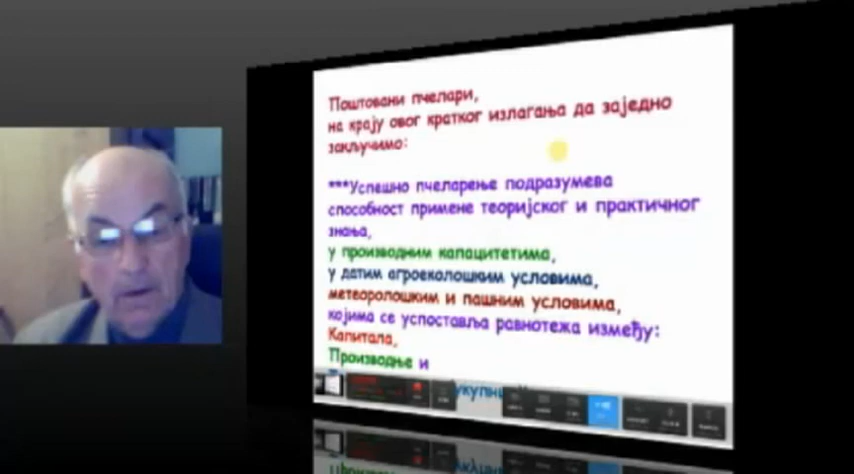 Поштовани пчелари,
на крају овог кратког излагања да заједно
закључимо:
***Успешно пчеларење подразумева
способност примене теоријског и практичног
знања,
у производним капацитетима,
у датим агроеколошким условима,
метеоролошким и пашним условима,
којима се успоставља равнотежа између:
Капитала,
Производње и